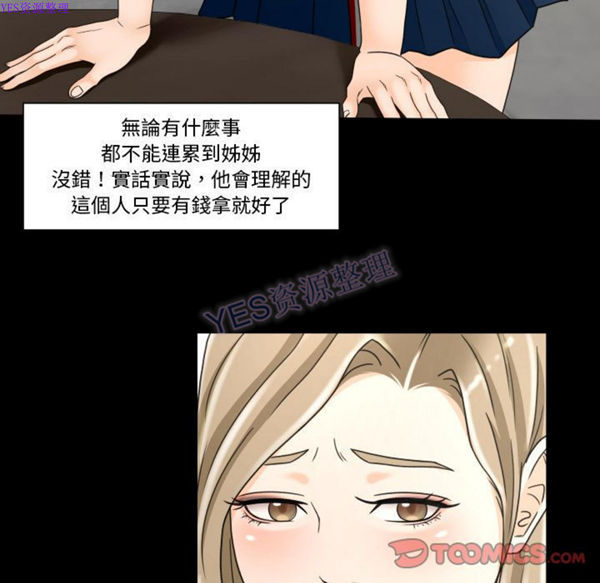 YES资源整理
無論有什麼事
都不能連累到姊姊
沒錯！實話實說，他會理解的
這個人只要有錢拿就好了
YES资源整理
TOOMICS.COM